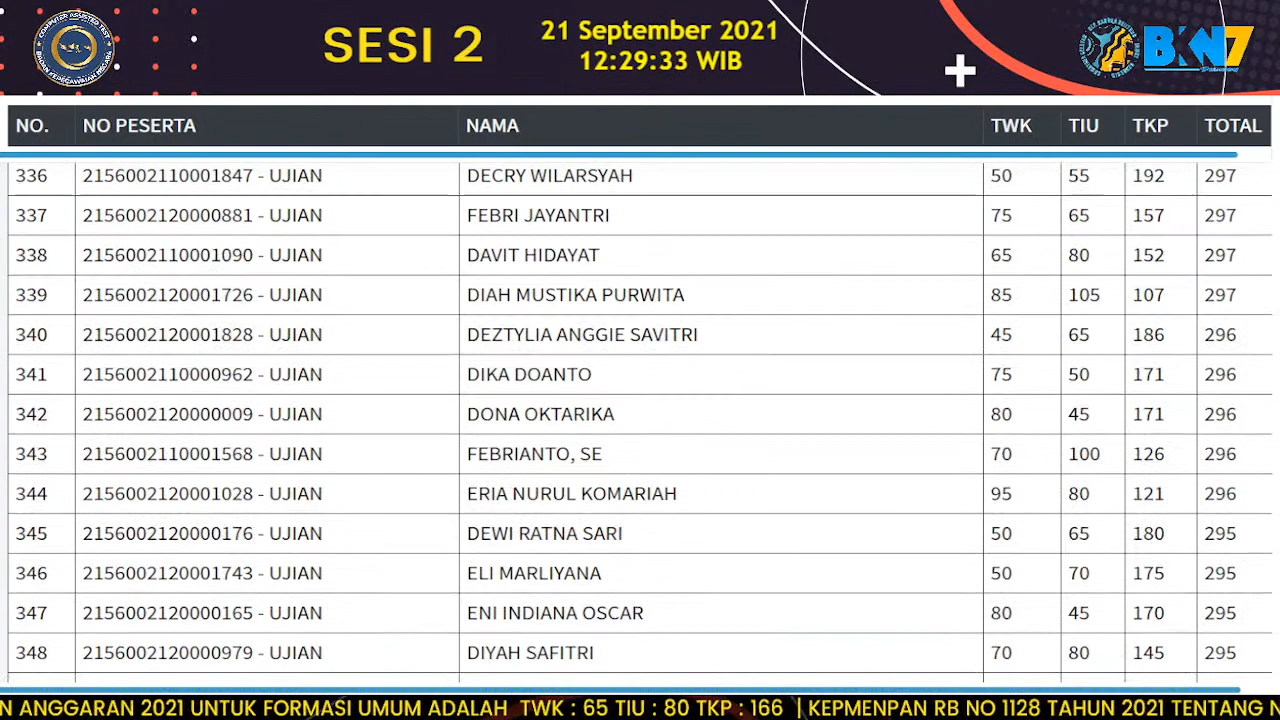 COMPUTER ASSISTED TEST
BADAN KEPEGAWAIAN NEGARA
SESI 2
21 September 2021
12:29:33 WIB
BKN7
NO. NO PESERTA NAMA TWK TIU TKP TOTAL
336 2156002110001847 - UJIAN DECRY WILARSYAH 50 55 192 297
337 2156002120000881 - UJIAN FEBRI JAYANTRI 75 65 157 297
338 2156002110001090 - UJIAN DAVIT HIDAYAT 65 80 152 297
339 2156002120001726 - UJIAN DIAH MUSTIKA PURWITA 85 105 107 297
340 2156002120001828 - UJIAN DEZTYLIA ANGGIE SAVITRI 45 65 186 296
341 2156002110000962 - UJIAN DIKA DOANTO 75 50 171 296
342 2156002120000009 - UJIAN DONA OKTARIKA 80 45 171 296
343 2156002110001568 - UJIAN FEBRIANTO, SE 70 100 126 296
344 2156002120001028 - UJIAN ERIA NURUL KOMARIAH 95 80 121 296
345 2156002120000176 - UJIAN DEWI RATNA SARI 50 65 180 295
346 2156002120001743 - UJIAN ELI MARLIYANA 50 70 175 295
347 2156002120000165 - UJIAN ENI INDIANA OSCAR 80 45 170 295
348 2156002120000979 - UJIAN DIYAH SAFITRI 70 80 145 295
N ANGGARAN 2021 UNTUK FORMASI UMUM ADALAH TWK : 65 TIU : 80 TKP : 166 | KEPMENPAN RB NO 1128 TAHUN 2021 TENTANG N